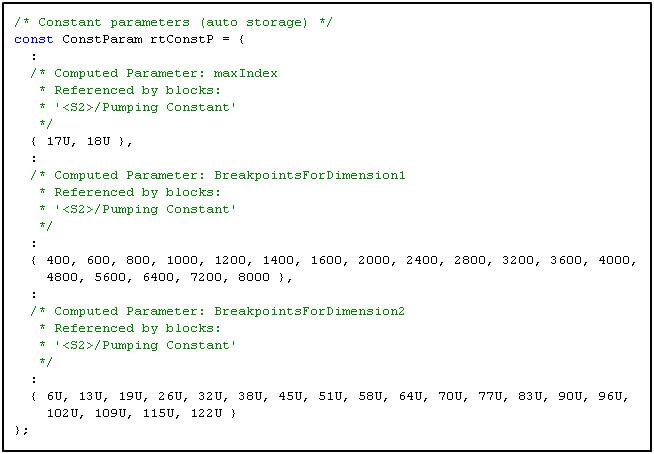 /* Constant parameters (auto storage) */
const ConstParam rtConstP = {
  :
  /* Computed Parameter: maxIndex
   * Referenced by blocks:
   * '<S2>/Pumping Constant'
   */
  { 17U, 18U },
  :
  /* Computed Parameter: BreakpointsForDimension1
   * Referenced by blocks:
   * '<S2>/Pumping Constant'
   */
  :
  { 400, 600, 800, 1000, 1200, 1400, 1600, 2000, 2400, 2800, 3200, 3600, 4000,
    4800, 5600, 6400, 7200, 8000 },
  :
  /* Computed Parameter: BreakpointsForDimension2
   * Referenced by blocks:
   * '<S2>/Pumping Constant'
   */
  :
  { 6U, 13U, 19U, 26U, 32U, 38U, 45U, 51U, 58U, 64U, 70U, 77U, 83U, 90U, 96U,
    102U, 109U, 115U, 122U }
};